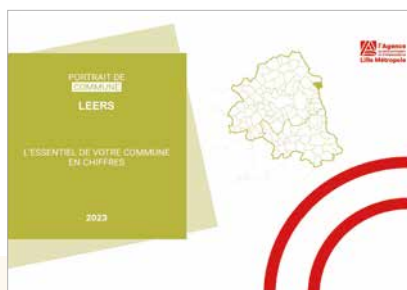 PORTRAIT DE
COMMUNE
LEERS
L'ESSENTIEL DE VOTRE COMMUNE
EN CHIFFRES
2023
l'Agence
Lille Métropole